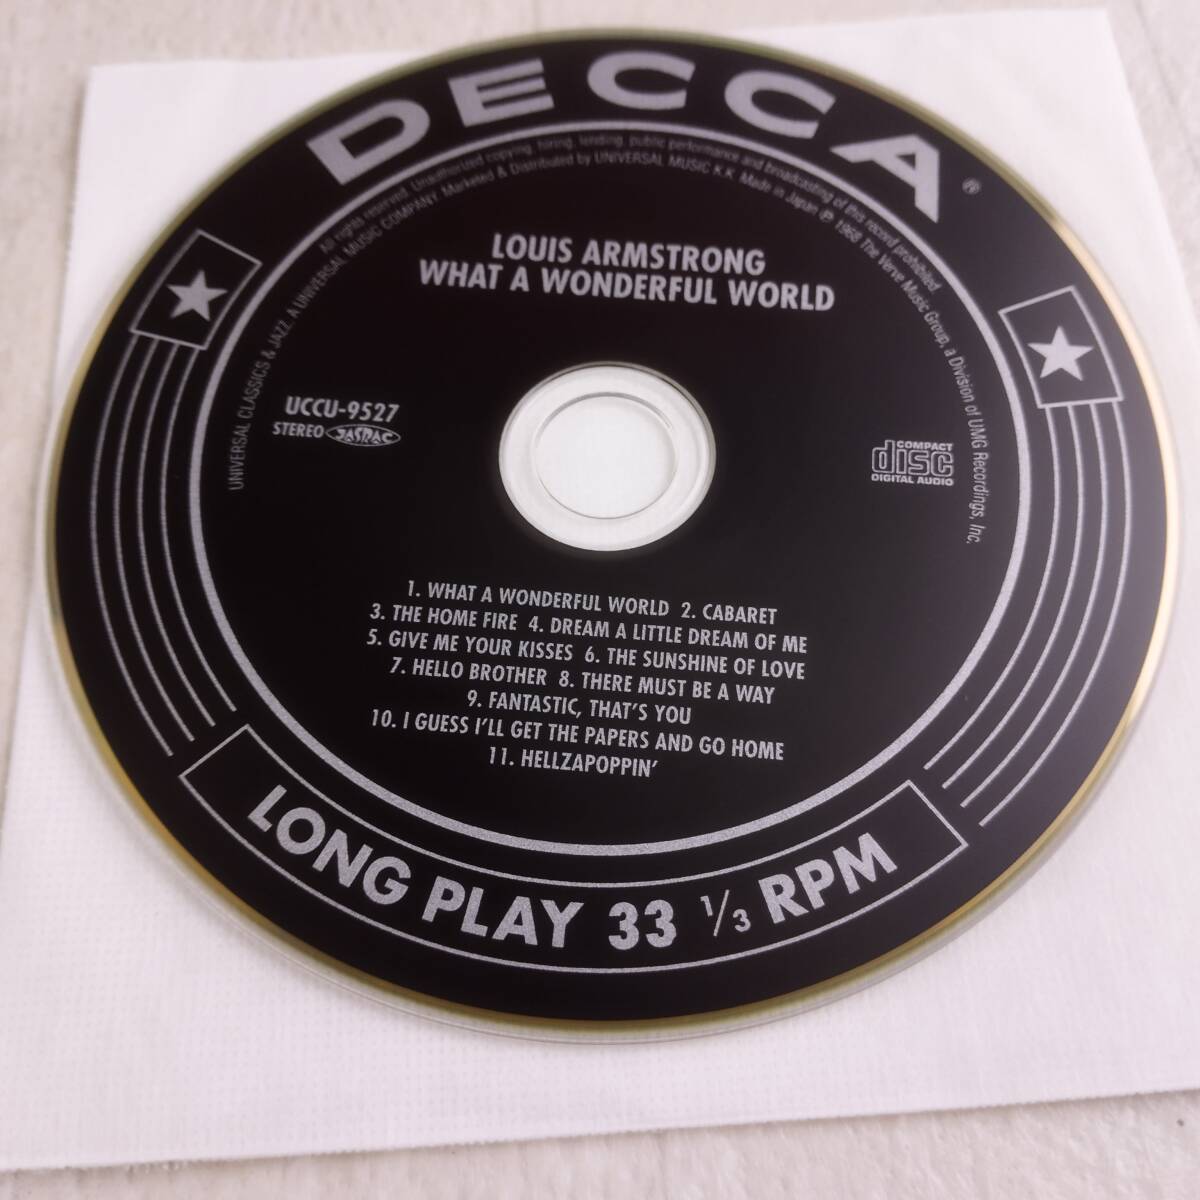 DECCA®
All rights reserved. Unauthorized copying, hiring, lending, public performance and broadcasting of this record prohibited.
UNIVERSAL CLASSICS & JAZZ. A UNIVERSAL MUSIC COMPANY. Marketed & Distributed by UNIVERSAL MUSIC K.K. Made in Japan ℗ 1968 The Verve Music Group, a Division of UMG Recordings, Inc.
LOUIS ARMSTRONG
WHAT A WONDERFUL WORLD
UCCU-9527
STEREO JASRAC
COMPACT
disc
DIGITAL AUDIO
1. WHAT A WONDERFUL WORLD 2. CABARET
3. THE HOME FIRE 4. DREAM A LITTLE DREAM OF ME
5. GIVE ME YOUR KISSES 6. THE SUNSHINE OF LOVE
7. HELLO BROTHER 8. THERE MUST BE A WAY
9. FANTASTIC, THAT'S YOU
10. I GUESS I'LL GET THE PAPERS AND GO HOME
11. HELLZAPOPPIN'
LONG PLAY 33 1/3 RPM